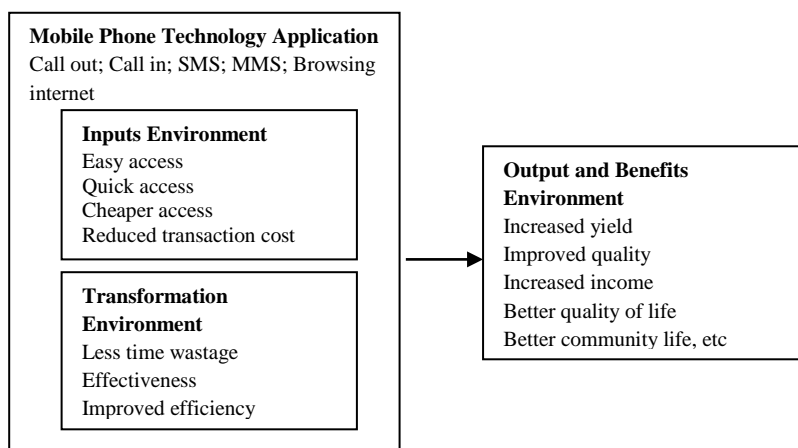 Mobile Phone Technology Application
Call out; Call in; SMS; MMS; Browsing
internet
Inputs Environment
Easy access
Quick access
Cheaper access
Reduced transaction cost
Transformation
Environment
Less time wastage
Effectiveness
Improved efficiency
Output and Benefits
Environment
Increased yield
Improved quality
Increased income
Better quality of life
Better community life, etc